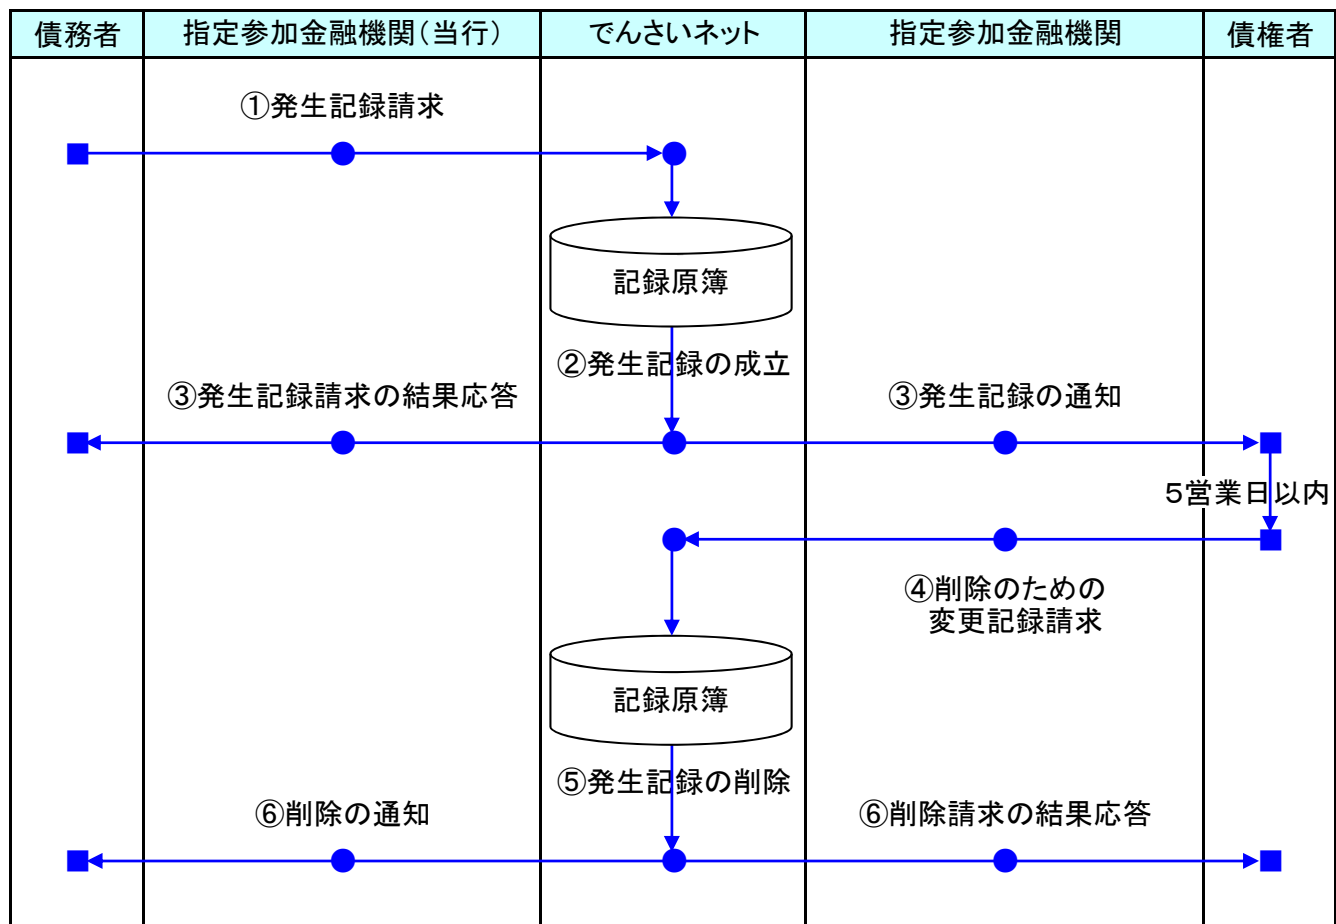 債務者
指定参加金融機関（当行）
でんさいネット
指定参加金融機関
債権者
①発生記録請求
記録原簿
②発生記録の成立
③発生記録請求の結果応答
③発生記録の通知
５営業日以内
④削除のための
変更記録請求
記録原簿
⑤発生記録の削除
⑥削除の通知
⑥削除請求の結果応答